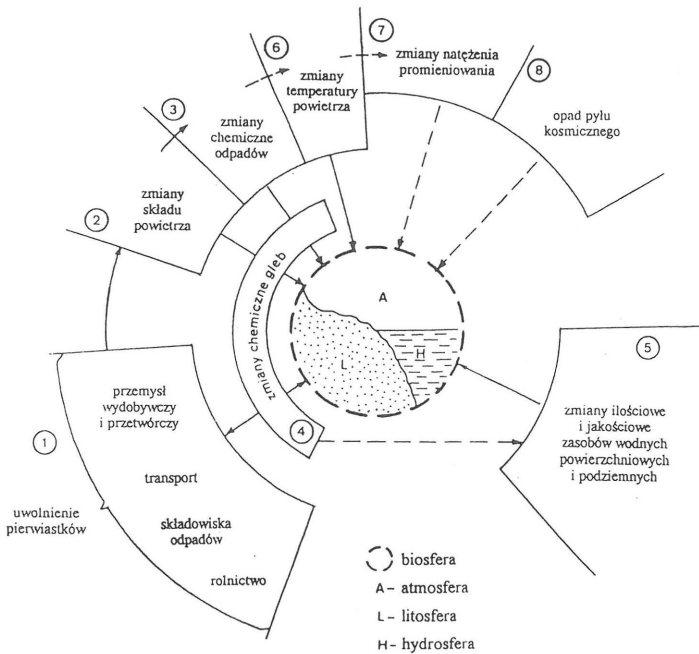 7
6
zmiany natężenia
promieniowania
8
zmiany
temperatury
powietrza
3
zmiany
chemiczne
odpadów
opad pyłu
kosmicznego
zmiany
składu
powietrza
2
zmiany chemiczne gleb
A
H
L
5
przemysł
wydobywczy
i przetwórczy
zmiany ilościowe
i jakościowe
zasobów wodnych
powierzchniowych
i podziemnych
4
1
transport
uwolnienie
pierwiastków
składowiska
odpadów
rolnictwo
biosfera
A – atmosfera
L – litosfera
H – hydrosfera